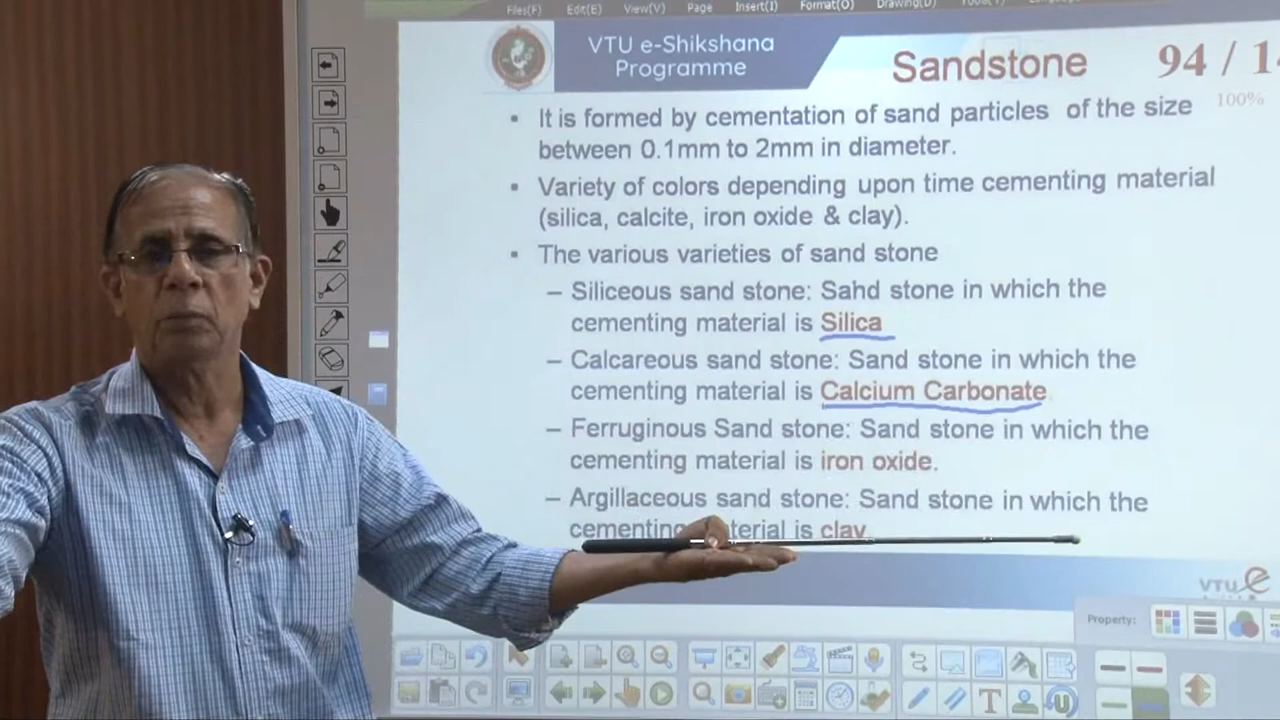 Files(F) Edit(E) View(V) Page Insert(I) Format(O) Drawing(D)
VTU e-Shikshana
Programme
Sandstone
94 / 1
100%
▪ It is formed by cementation of sand particles of the size
between 0.1mm to 2mm in diameter.
▪ Variety of colors depending upon time cementing material
(silica, calcite, iron oxide & clay).
▪ The various varieties of sand stone
– Siliceous sand stone: Sand stone in which the
cementing material is Silica
– Calcareous sand stone: Sand stone in which the
cementing material is Calcium Carbonate.
– Ferruginous Sand stone: Sand stone in which the
cementing material is iron oxide.
– Argillaceous sand stone: Sand stone in which the
cementing material is clay
VTU e
Property: